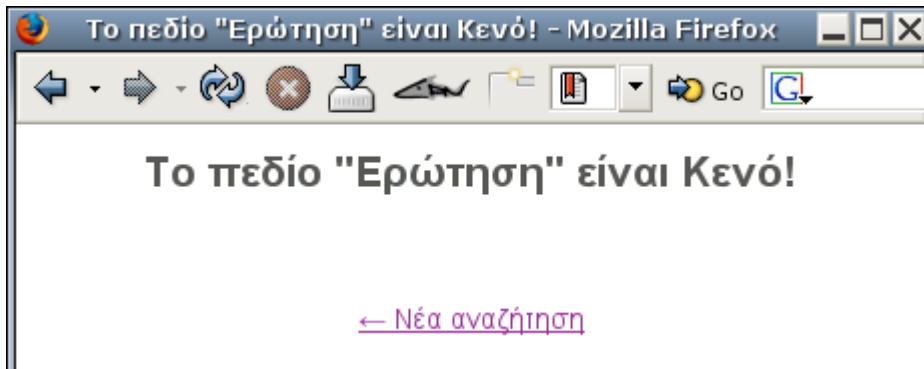 Το πεδίο "Ερώτηση" είναι Κενό! - Mozilla Firefox
Go G
Το πεδίο "Ερώτηση" είναι Κενό!
← Νέα αναζήτηση